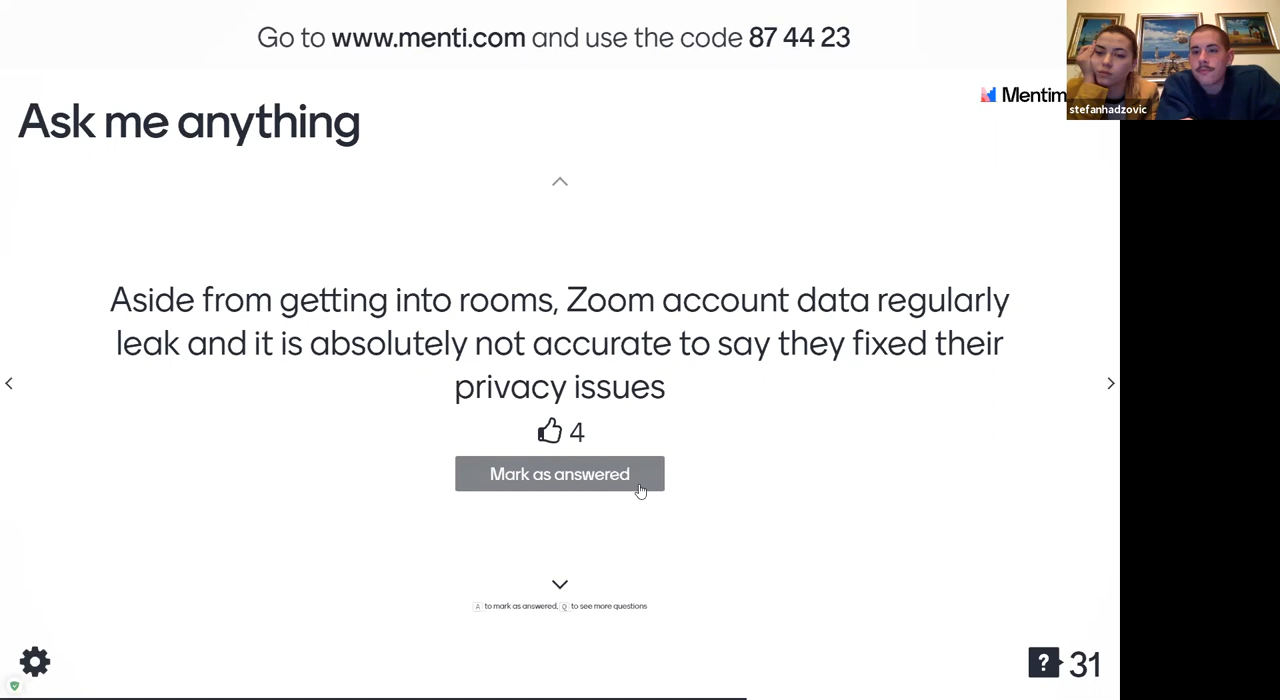 Go to www.menti.com and use the code 87 44 23
Mentim
stefanhadzovic
Ask me anything
Aside from getting into rooms, Zoom account data regularly
leak and it is absolutely not accurate to say they fixed their
privacy issues
4
Mark as answered
A to mark as answered, Q to see more questions
? 31